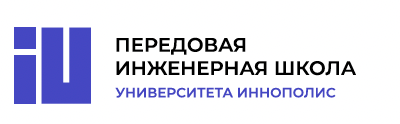 ПЕРЕДОВАЯ
ИНЖЕНЕРНАЯ ШКОЛА
УНИВЕРСИТЕТА ИННОПОЛИС